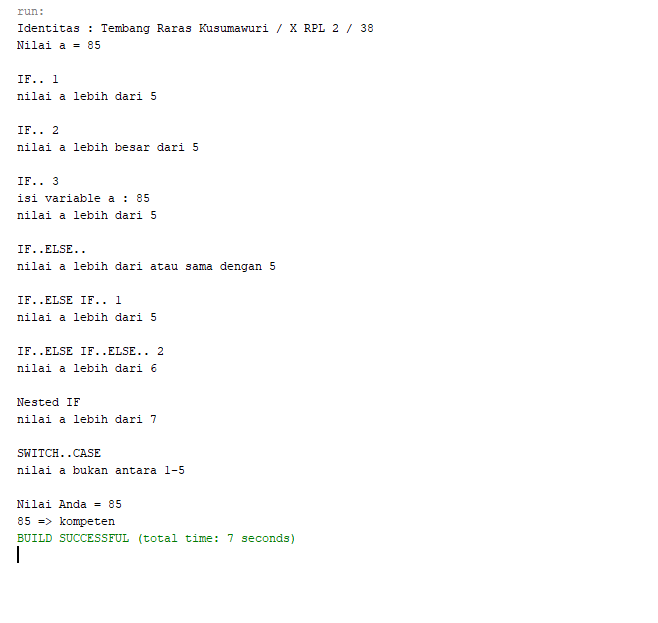 run:
Identitas : Tembang Raras Kusumawuri / X RPL 2 / 38
Nilai a = 85
IF.. 1
nilai a lebih dari 5
IF.. 2
nilai a lebih besar dari 5
IF.. 3
isi variable a : 85
nilai a lebih dari 5
IF..ELSE..
nilai a lebih dari atau sama dengan 5
IF..ELSE IF.. 1
nilai a lebih dari 5
IF..ELSE IF..ELSE.. 2
nilai a lebih dari 6
Nested IF
nilai a lebih dari 7
SWITCH..CASE
nilai a bukan antara 1-5
Nilai Anda = 85
85 => kompeten
BUILD SUCCESSFUL (total time: 7 seconds)